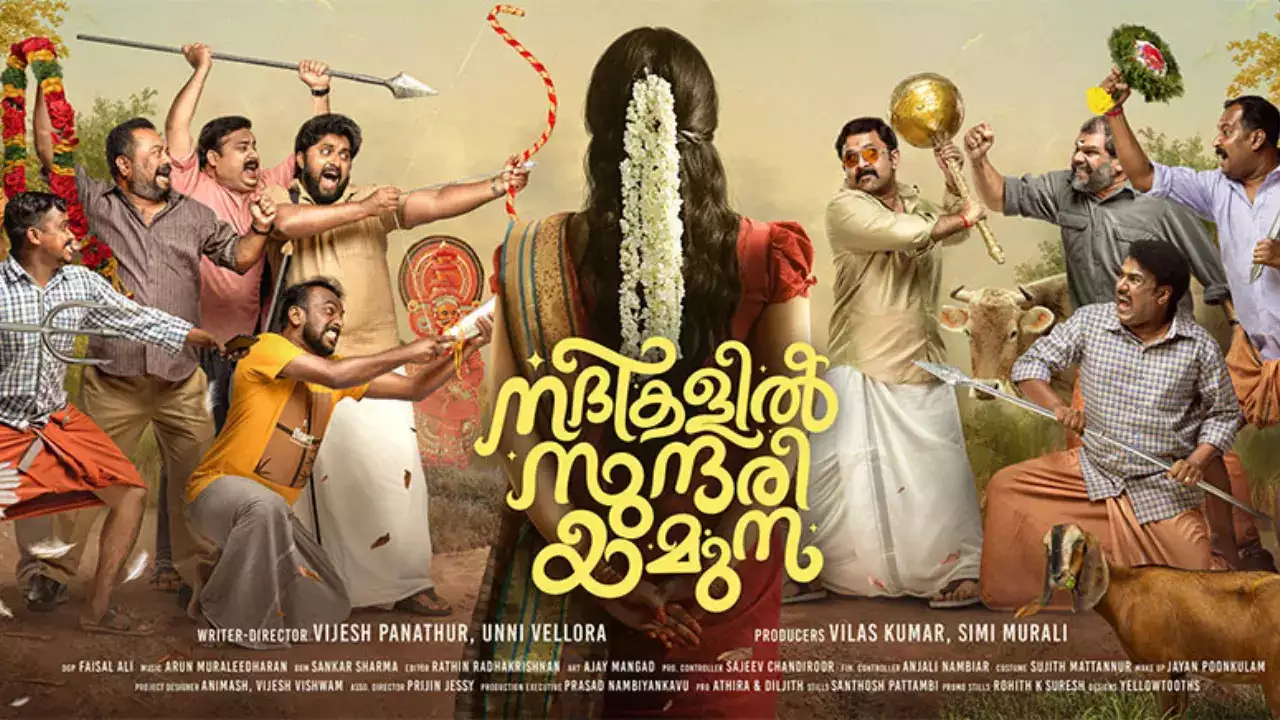 നദികളിൽ
സുന്ദരി
യമുന
WRITER-DIRECTOR VIJESH PANATHUR, UNNI VELLORA
PRODUCERS VILAS KUMAR, SIMI MURALI
DOP FAISAL ALI MUSIC ARUN MURALEEDHARAN BGM SANKAR SHARMA EDITOR RATHIN RADHAKRISHNAN ART AJAY MANGAD PRO. CONTROLLER SAJEEV CHANDIROOR FIN. CONTROLLER ANJALI NAMBIAR COSTUME SUJITH MATTANNUR MAKE UP JAYAN POONKULAM
PROJECT DESIGNER ANIMASH, VIJESH VISHWAM ASSO. DIRECTOR PRIJIN JESSY PRODUCTION EXECUTIVE PRASAD NAMBIYANKAVU PRO ATHIRA & DILJITH STILLS SANTHOSH PATTAMBI PROMO STILLS ROHITH K SURESH DESIGNS YELLOWTOOTHS